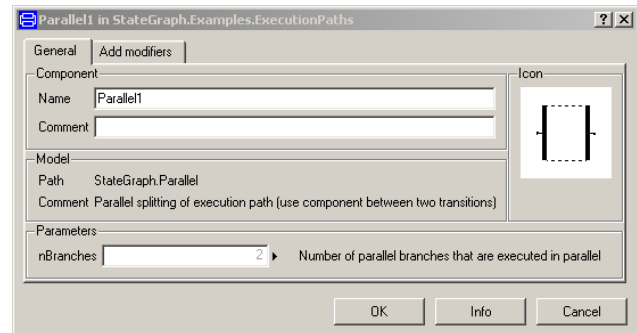 Parallel1 in StateGraph.Examples.ExecutionPaths
General Add modifiers
Component
Icon
Name Parallel1
Comment
Model
Path StateGraph.Parallel
Comment Parallel splitting of execution path (use component between two transitions)
Parameters
nBranches 2 Number of parallel branches that are executed in parallel
OK Info Cancel